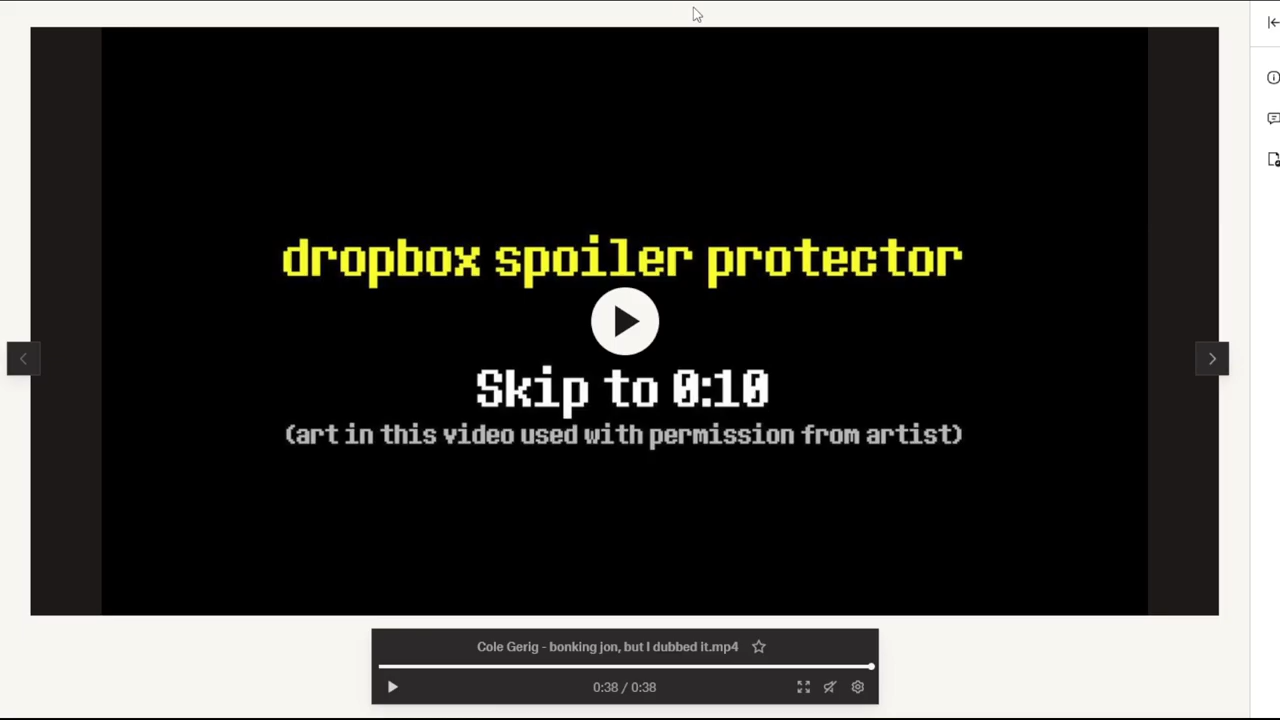 dropbox spoiler protector
Skip to 0:10
(art in this video used with permission from artist)
Cole Gerig - bonking jon, but I dubbed it.mp4
0:38 / 0:38